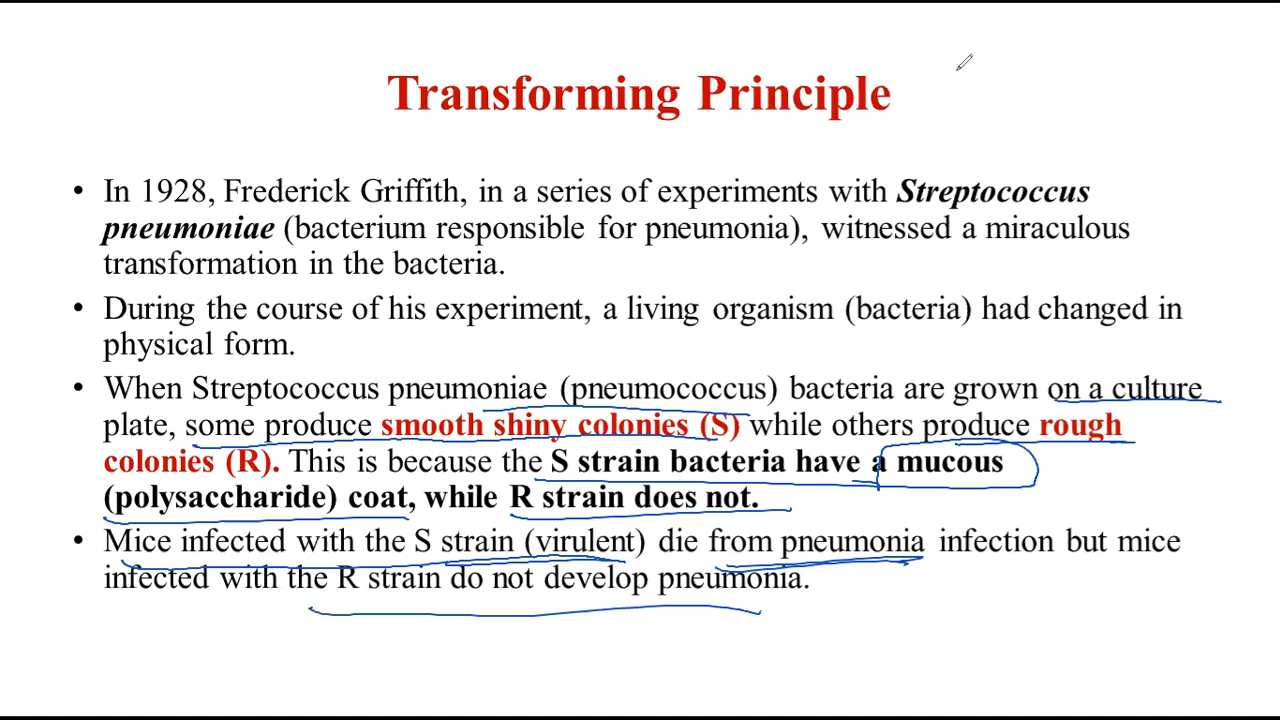 Transforming Principle
• In 1928, Frederick Griffith, in a series of experiments with Streptococcus
pneumoniae (bacterium responsible for pneumonia), witnessed a miraculous
transformation in the bacteria.
• During the course of his experiment, a living organism (bacteria) had changed in
physical form.
• When Streptococcus pneumoniae (pneumococcus) bacteria are grown on a culture
plate, some produce smooth shiny colonies (S) while others produce rough
colonies (R). This is because the S strain bacteria have a mucous
(polysaccharide) coat, while R strain does not.
• Mice infected with the S strain (virulent) die from pneumonia infection but mice
infected with the R strain do not develop pneumonia.